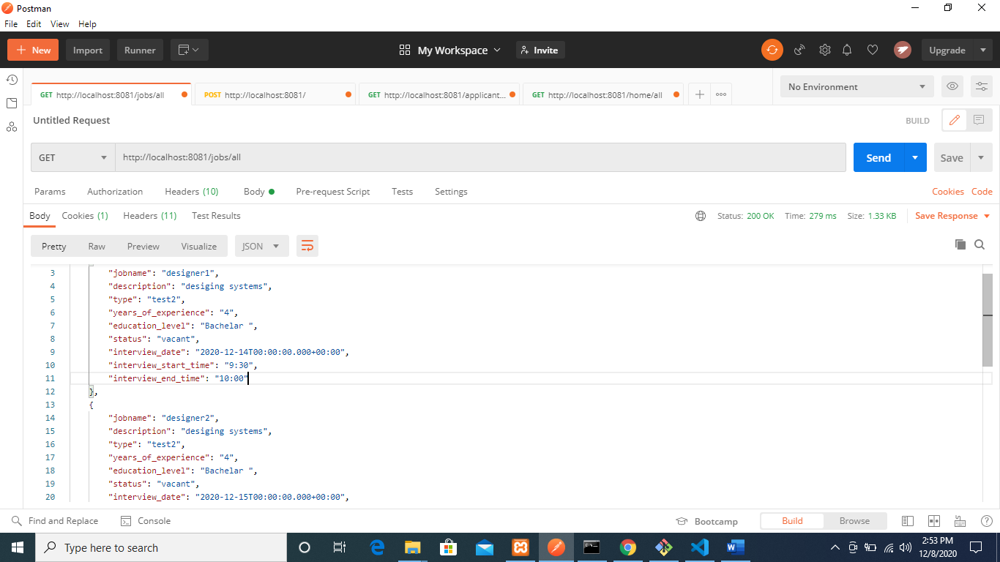 Postman
File Edit View Help
New Import Runner My Workspace Invite Upgrade
GET http://localhost:8081/jobs/all POST http://localhost:8081/ GET http://localhost:8081/applicant... GET http://localhost:8081/home/all No Environment
Untitled Request BUILD
GET http://localhost:8081/jobs/all Send Save
Params Authorization Headers (10) Body Pre-request Script Tests Settings Cookies Code
Body Cookies (1) Headers (11) Test Results Status: 200 OK Time: 279 ms Size: 1.33 KB Save Response
Pretty Raw Preview Visualize JSON
3 "jobname": "designer1",
4 "description": "desiging systems",
5 "type": "test2",
6 "years_of_experience": "4",
7 "education_level": "Bachelar ",
8 "status": "vacant",
9 "interview_date": "2020-12-14T00:00:00.000+00:00",
10 "interview_start_time": "9:30",
11 "interview_end_time": "10:00"
12 },
13 {
14 "jobname": "designer2",
15 "description": "desiging systems",
16 "type": "test2",
17 "years_of_experience": "4",
18 "education_level": "Bachelar ",
19 "status": "vacant",
20 "interview_date": "2020-12-15T00:00:00.000+00:00",
Find and Replace Console Bootcamp Build Browse
Type here to search 2:53 PM
12/8/2020